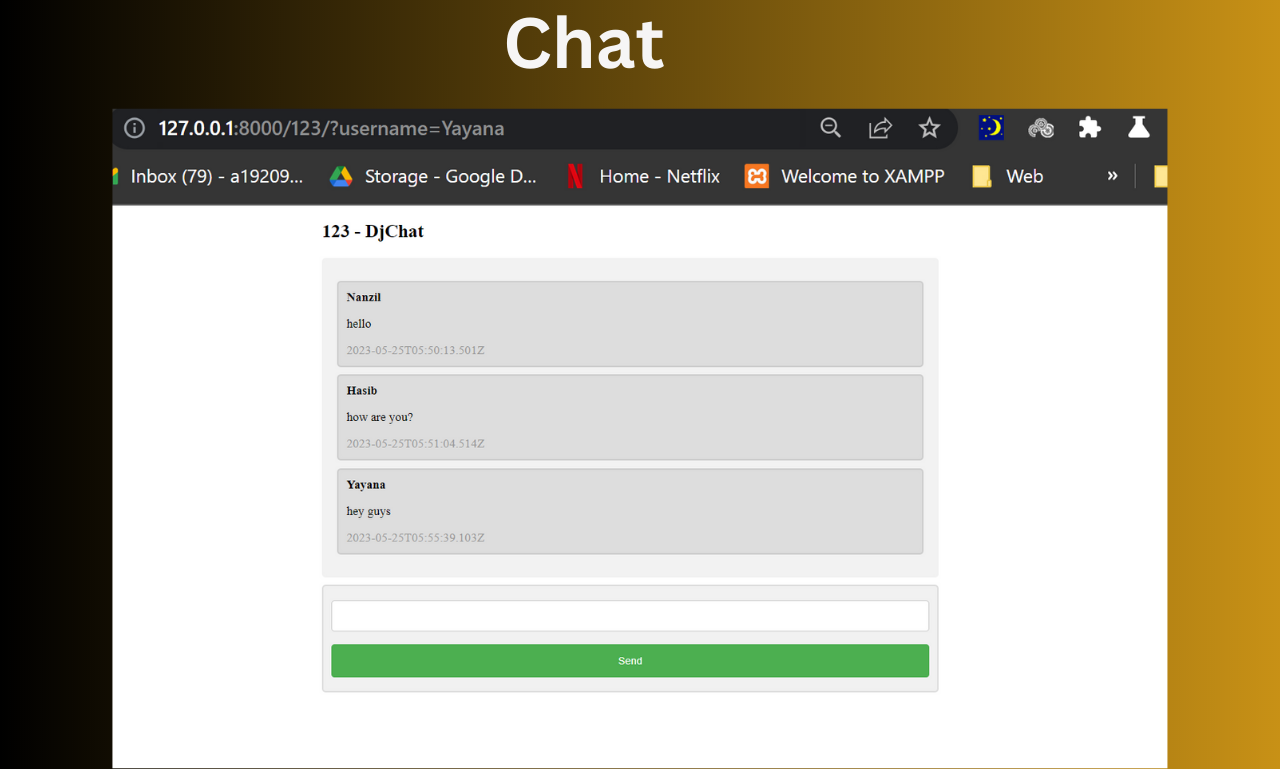 Chat
127.0.0.1:8000/123/?username=Yayana
Inbox (79) - a19209... Storage - Google D... Home - Netflix Welcome to XAMPP Web »
123 - DjChat
Nanzil
hello
2023-05-25T05:50:13.501Z
Hasib
how are you?
2023-05-25T05:51:04.514Z
Yayana
hey guys
2023-05-25T05:55:39.103Z
Send